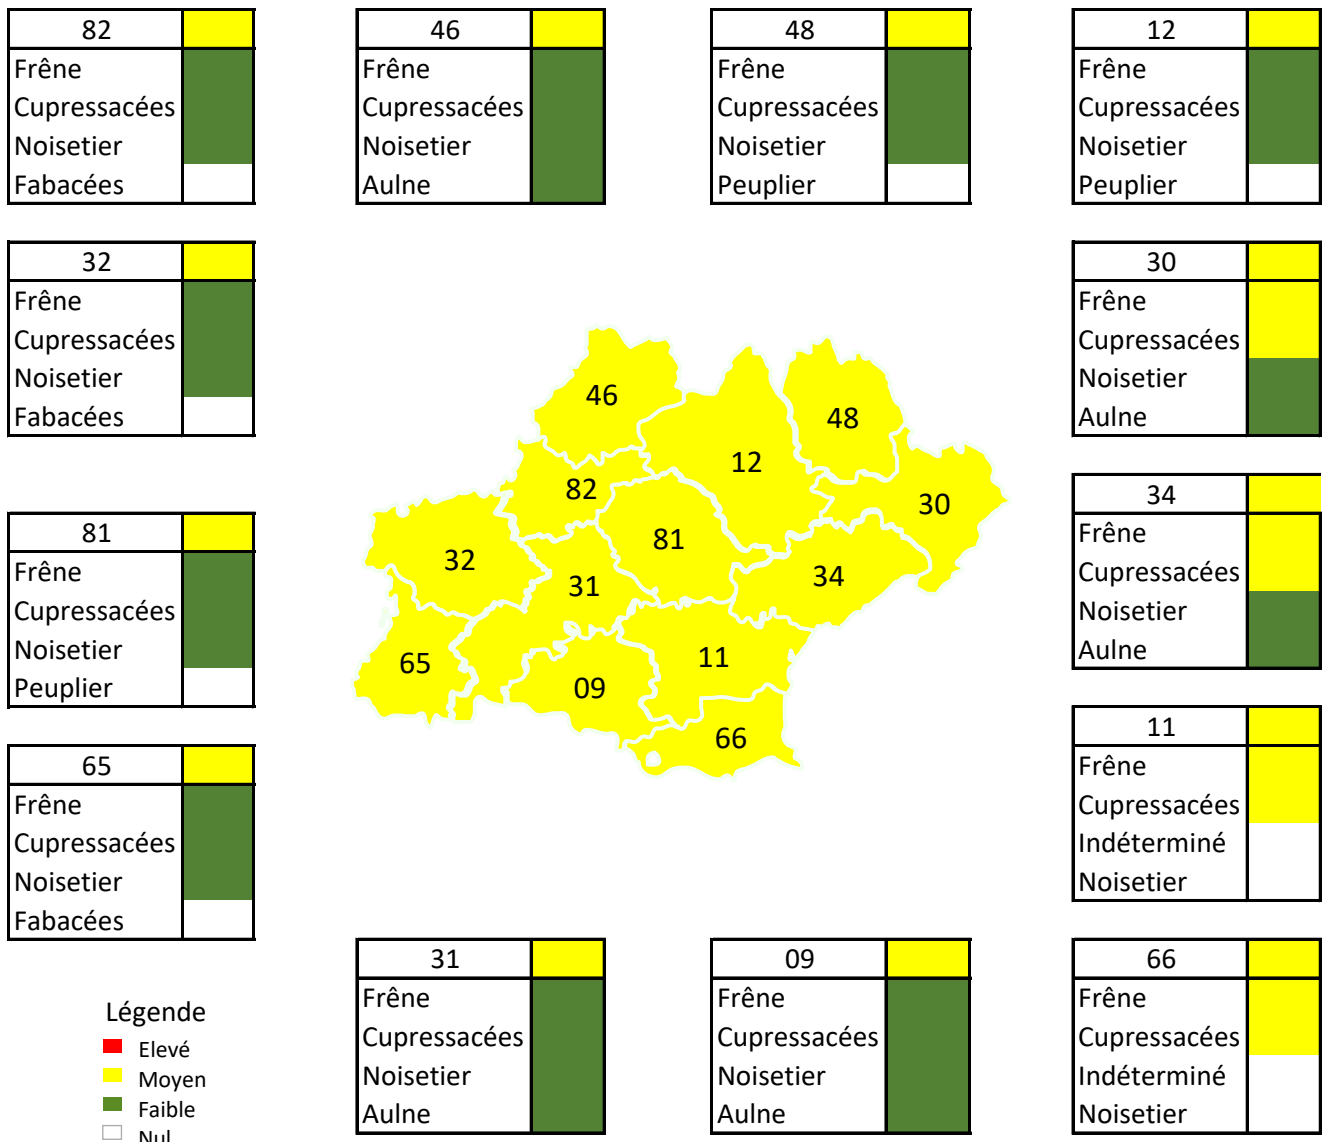 82
Frêne
Cupressacées
Noisetier
Fabacées
46
Frêne
Cupressacées
Noisetier
Aulne
48
Frêne
Cupressacées
Noisetier
Peuplier
12
Frêne
Cupressacées
Noisetier
Peuplier
32
Frêne
Cupressacées
Noisetier
Fabacées
30
Frêne
Cupressacées
Noisetier
Aulne
46
48
12
82
30
81
32
31
34
65
11
09
66
81
Frêne
Cupressacées
Noisetier
Peuplier
34
Frêne
Cupressacées
Noisetier
Aulne
65
Frêne
Cupressacées
Noisetier
Fabacées
11
Frêne
Cupressacées
Indéterminé
Noisetier
Légende
Elevé
Moyen
Faible
Nul
31
Frêne
Cupressacées
Noisetier
Aulne
09
Frêne
Cupressacées
Noisetier
Aulne
66
Frêne
Cupressacées
Indéterminé
Noisetier